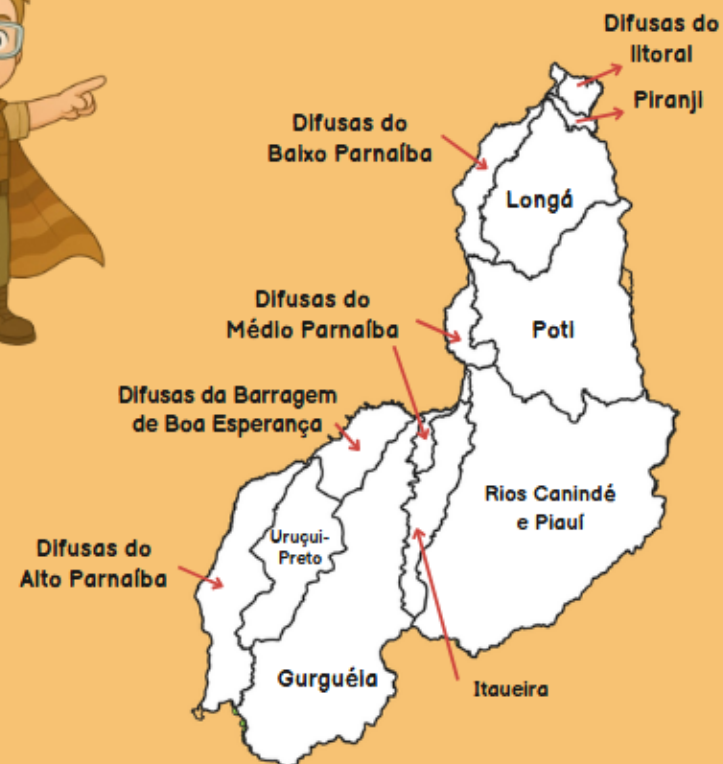 Difusas do
litoral
Piranji
Difusas do
Baixo Parnaíba
Longá
Difusas do
Médio Parnaíba
Poti
Difusas da Barragem
de Boa Esperança
Rios Canindé
e Piauí
Uruçui-
Preto
Difusas do
Alto Parnaíba
Gurguéia
Itaueira